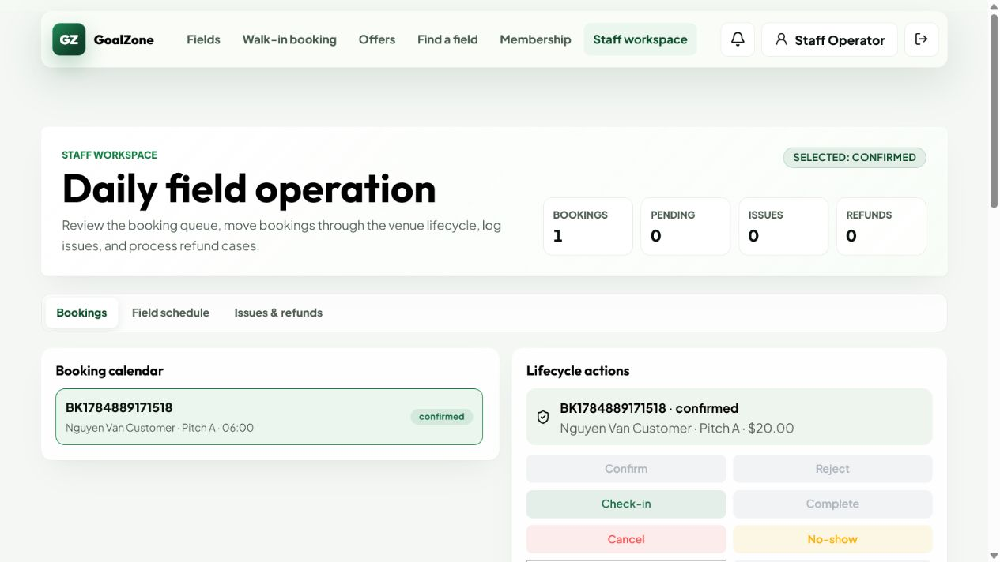 GZ GoalZone Fields Walk-in booking Offers Find a field Membership Staff workspace Staff Operator
STAFF WORKSPACE
SELECTED: CONFIRMED
Daily field operation
Review the booking queue, move bookings through the venue lifecycle, log
issues, and process refund cases.
BOOKINGS PENDING ISSUES REFUNDS
1 0 0 0
Bookings Field schedule Issues & refunds
Booking calendar
BK1784889171518
confirmed
Nguyen Van Customer · Pitch A · 06:00
Lifecycle actions
BK1784889171518 · confirmed
Nguyen Van Customer · Pitch A · $20.00
Confirm Reject
Check-in Complete
Cancel No-show